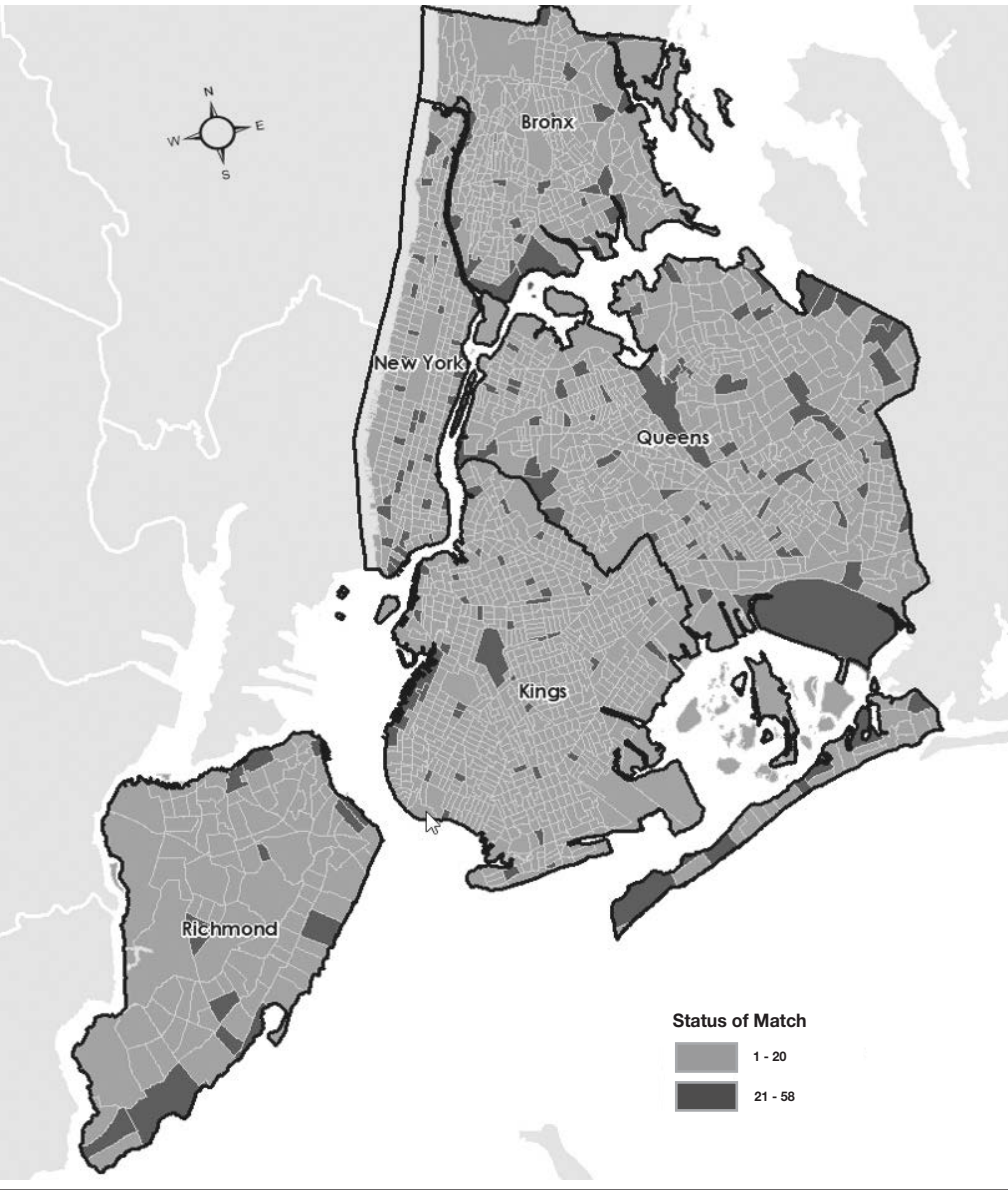 N
W
E
S
Bronx
New York
Queens
Kings
Richmond
Status of Match
1 - 20
21 - 58